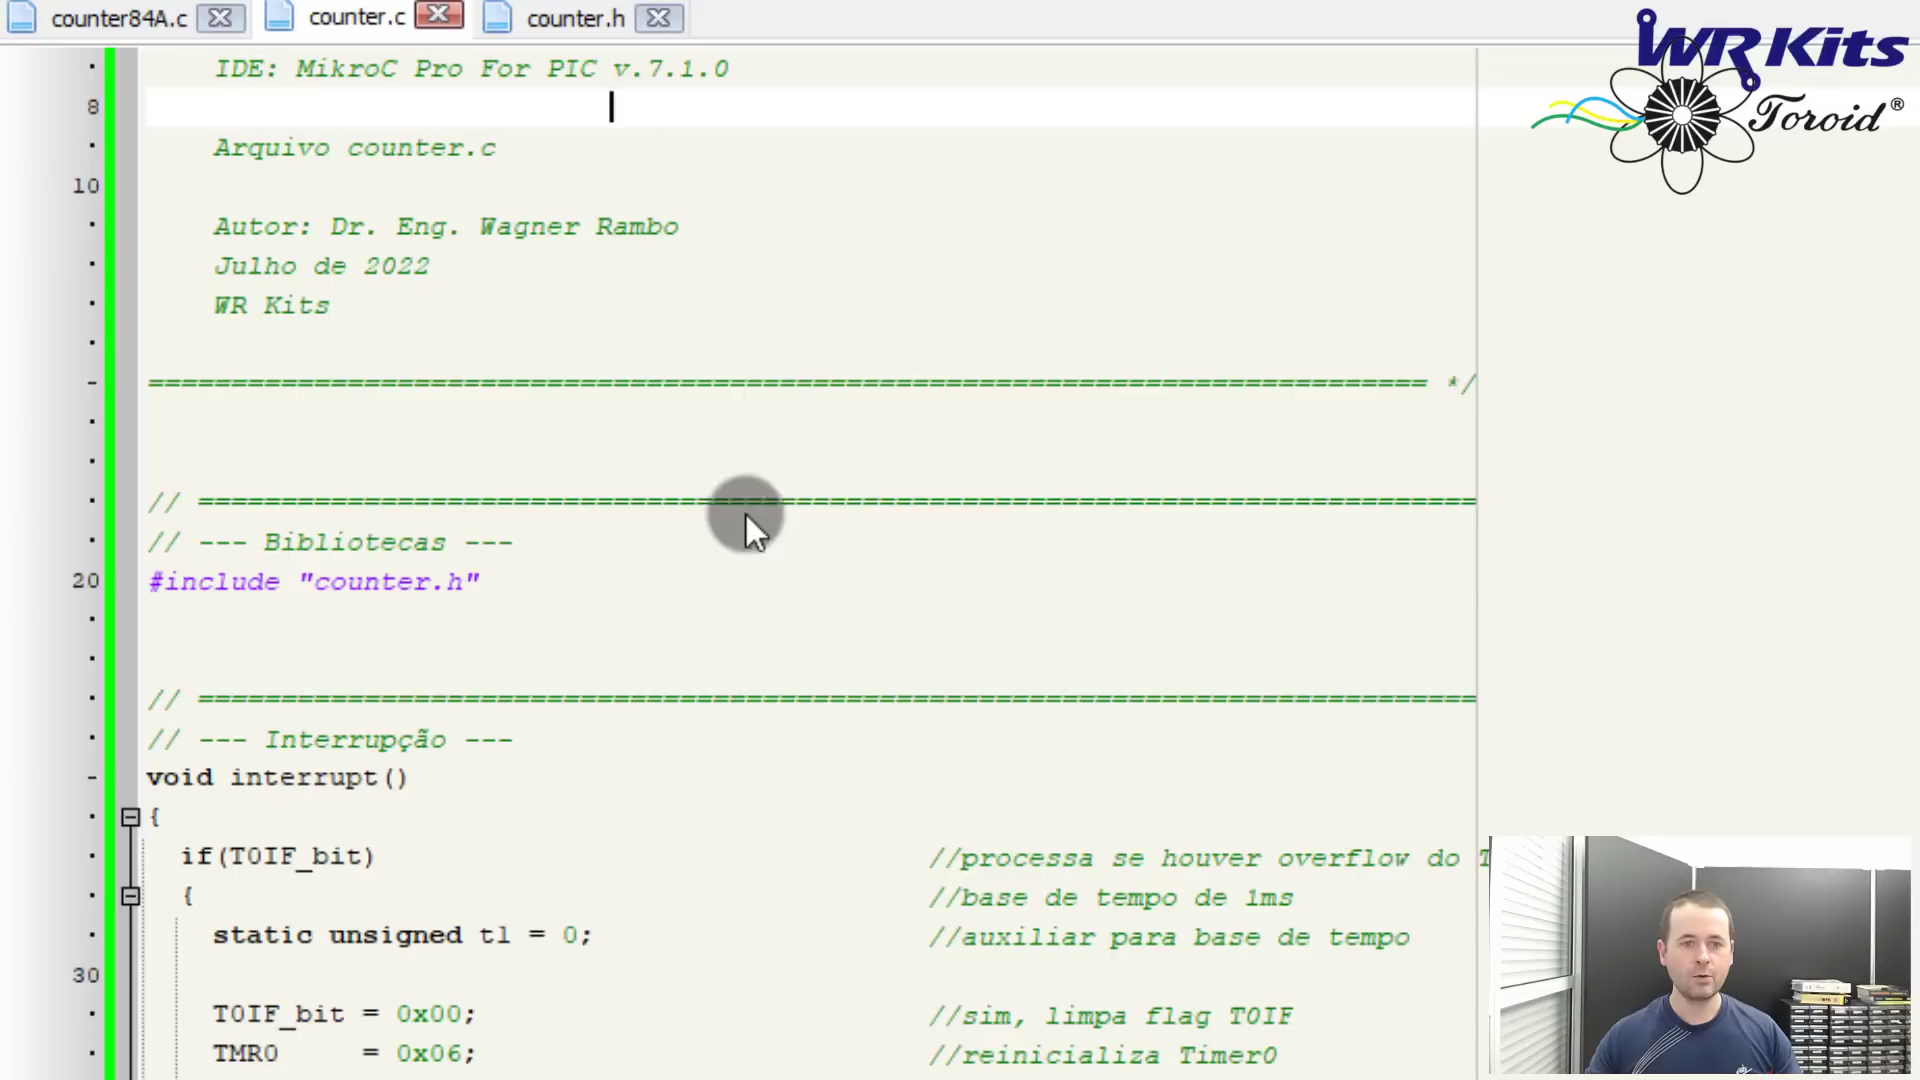 counter84A.c
counter.c
counter.h
WR Kits
Toroid®
IDE: MikroC Pro For PIC v.7.1.0
8
Arquivo counter.c
10
Autor: Dr. Eng. Wagner Rambo
Julho de 2022
WR Kits
============================================================================= */
// =============================================================================
// --- Bibliotecas ---
20 #include "counter.h"
// =============================================================================
// --- Interrupção ---
void interrupt()
{
if(T0IF_bit) //processa se houver overflow do
{ //base de tempo de 1ms
static unsigned t1 = 0; //auxiliar para base de tempo
30
T0IF_bit = 0x00; //sim, limpa flag T0IF
TMR0 = 0x06; //reinicializa Timer0